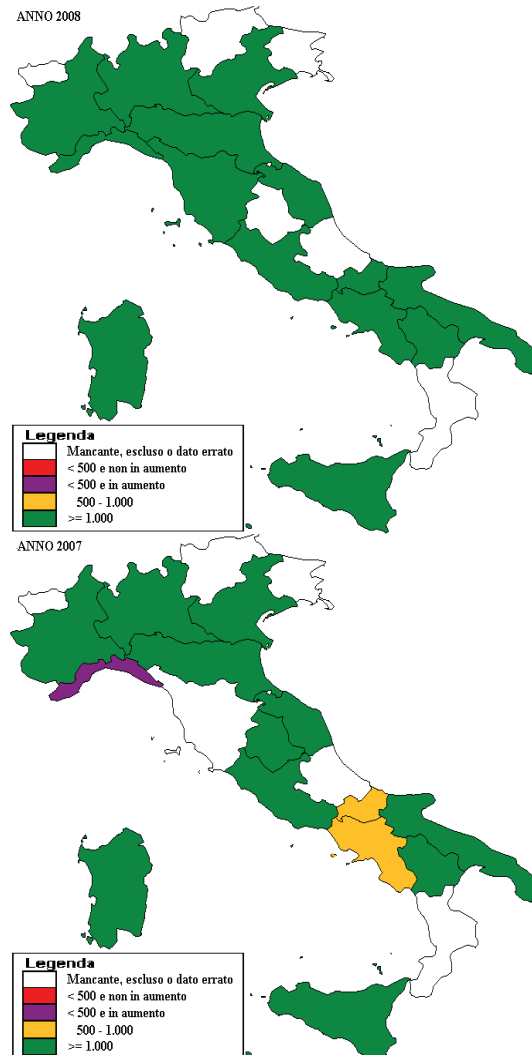 ANNO 2008
Legenda
Mancante, escluso o dato errato
< 500 e non in aumento
< 500 e in aumento
500 - 1.000
>= 1.000
ANNO 2007
Legenda
Mancante, escluso o dato errato
< 500 e non in aumento
< 500 e in aumento
500 - 1.000
>= 1.000